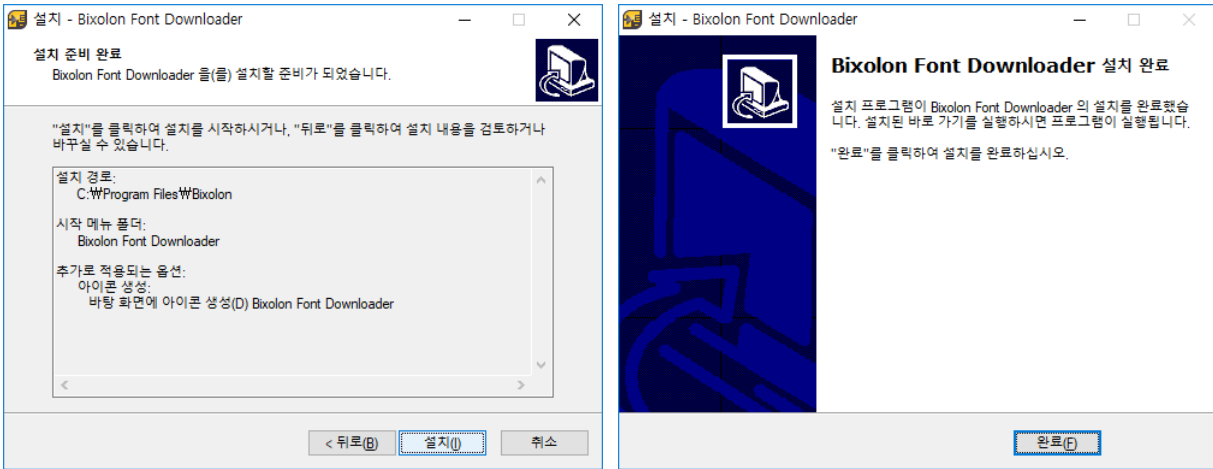 설치 - Bixolon Font Downloader
설치 준비 완료
Bixolon Font Downloader 을(를) 설치할 준비가 되었습니다.
"설치"를 클릭하여 설치를 시작하시거나, "뒤로"를 클릭하여 설치 내용을 검토하거나
바꾸실 수 있습니다.
설치 경로:
C:₩Program Files₩Bixolon
시작 메뉴 폴더:
Bixolon Font Downloader
추가로 적용되는 옵션:
아이콘 생성:
바탕 화면에 아이콘 생성(D) Bixolon Font Downloader
< 뒤로(B)
설치(I)
취소
설치 - Bixolon Font Downloader
Bixolon Font Downloader 설치 완료
설치 프로그램이 Bixolon Font Downloader 의 설치를 완료했습
니다. 설치된 바로 가기를 실행하시면 프로그램이 실행됩니다.
"완료"를 클릭하여 설치를 완료하십시오.
완료(F)